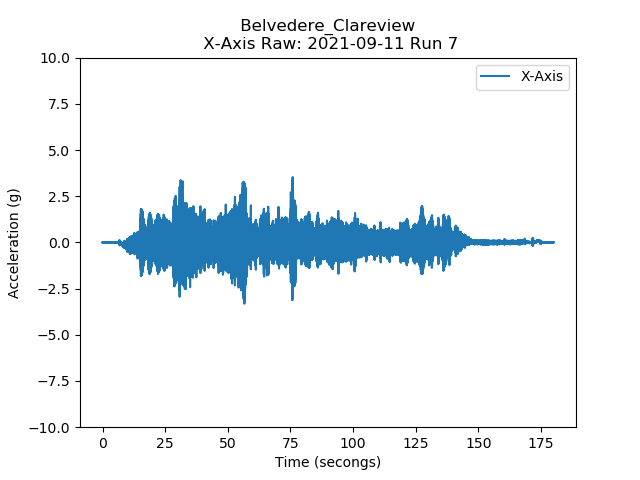 Belvedere_Clareview
X-Axis Raw: 2021-09-11 Run 7
X-Axis
Acceleration (g)
10.0
7.5
5.0
2.5
0.0
−2.5
−5.0
−7.5
−10.0
0 25 50 75 100 125 150 175
Time (seconds)